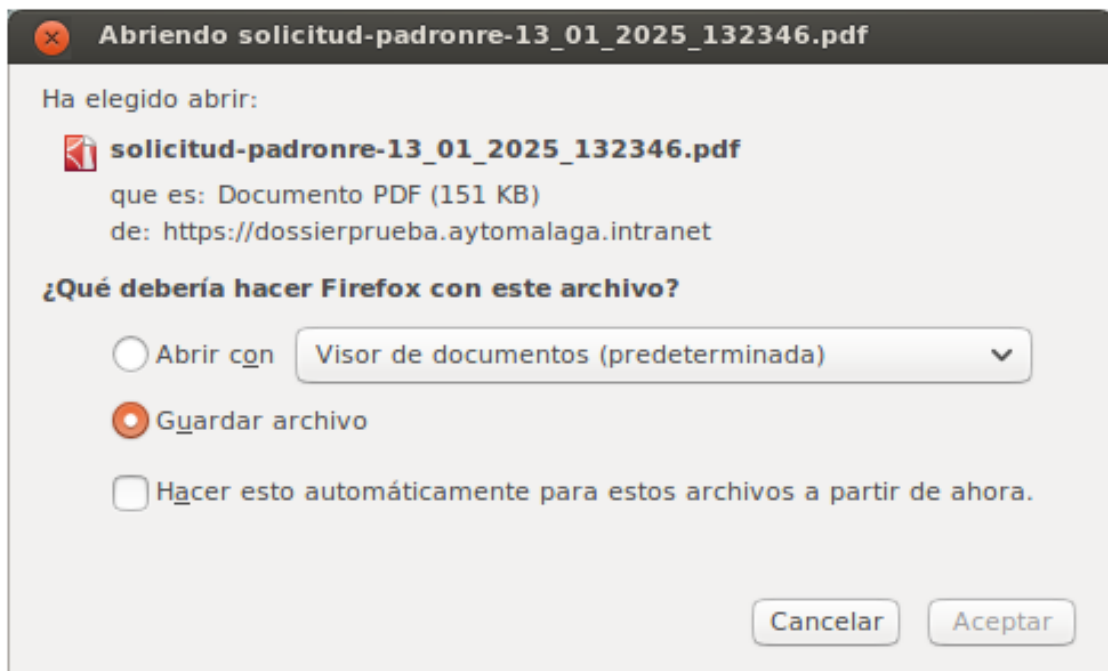 Abriendo solicitud-padronre-13_01_2025_132346.pdf
Ha elegido abrir:
solicitud-padronre-13_01_2025_132346.pdf
que es: Documento PDF (151 KB)
de: https://dossierprueba.aytomalaga.intranet
¿Qué debería hacer Firefox con este archivo?
Abrir con Visor de documentos (predeterminada)
Guardar archivo
Hacer esto automáticamente para estos archivos a partir de ahora.
Cancelar Aceptar